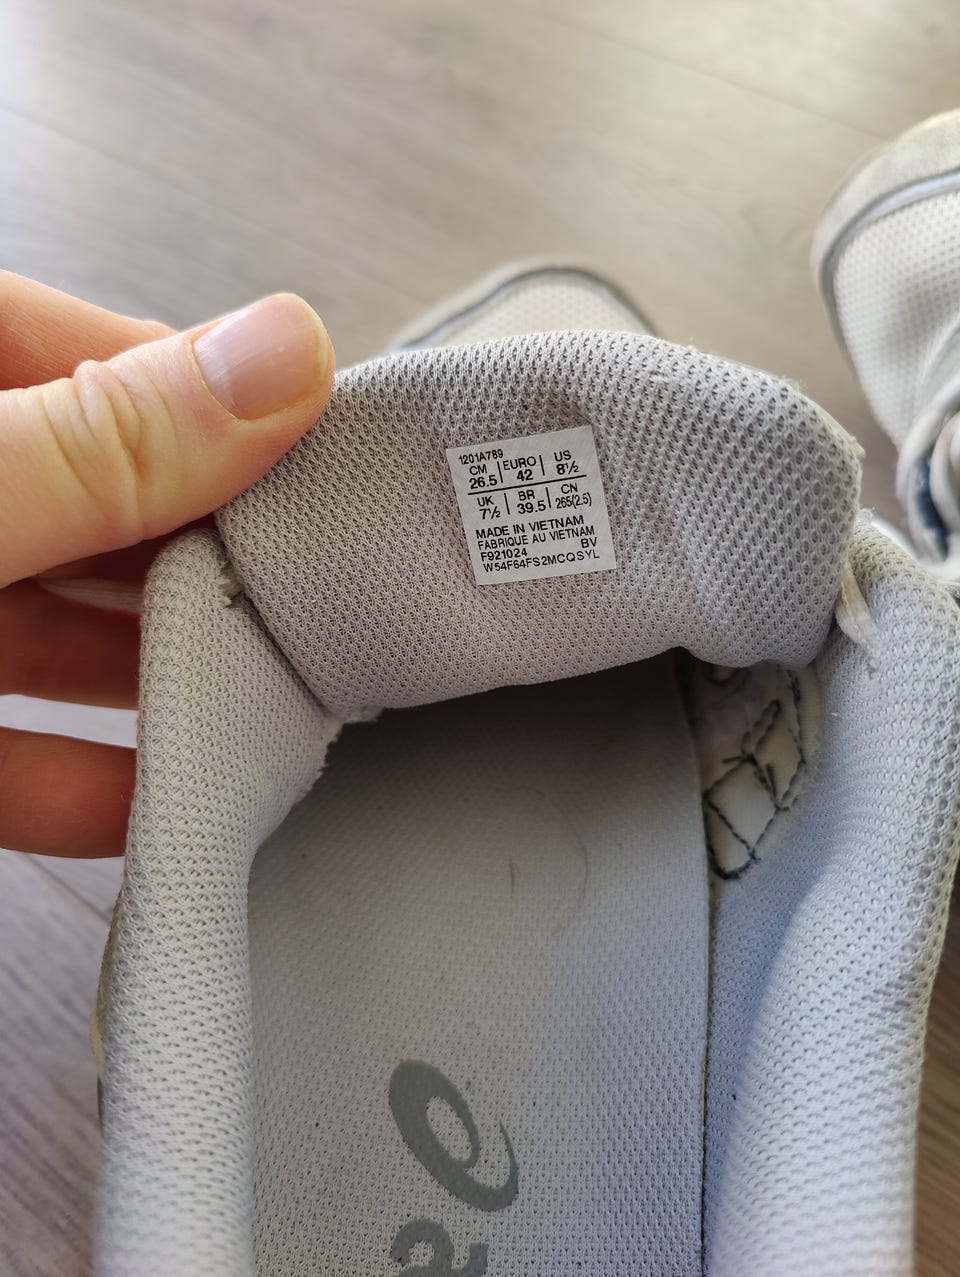 1201A789
CM EURO US
26.5 42 8½
UK BR CN
7½ 39.5 265(2.5)
MADE IN VIETNAM
FABRIQUE AU VIETNAM
F921024 BV
W54F64FS2MCQSYL
a